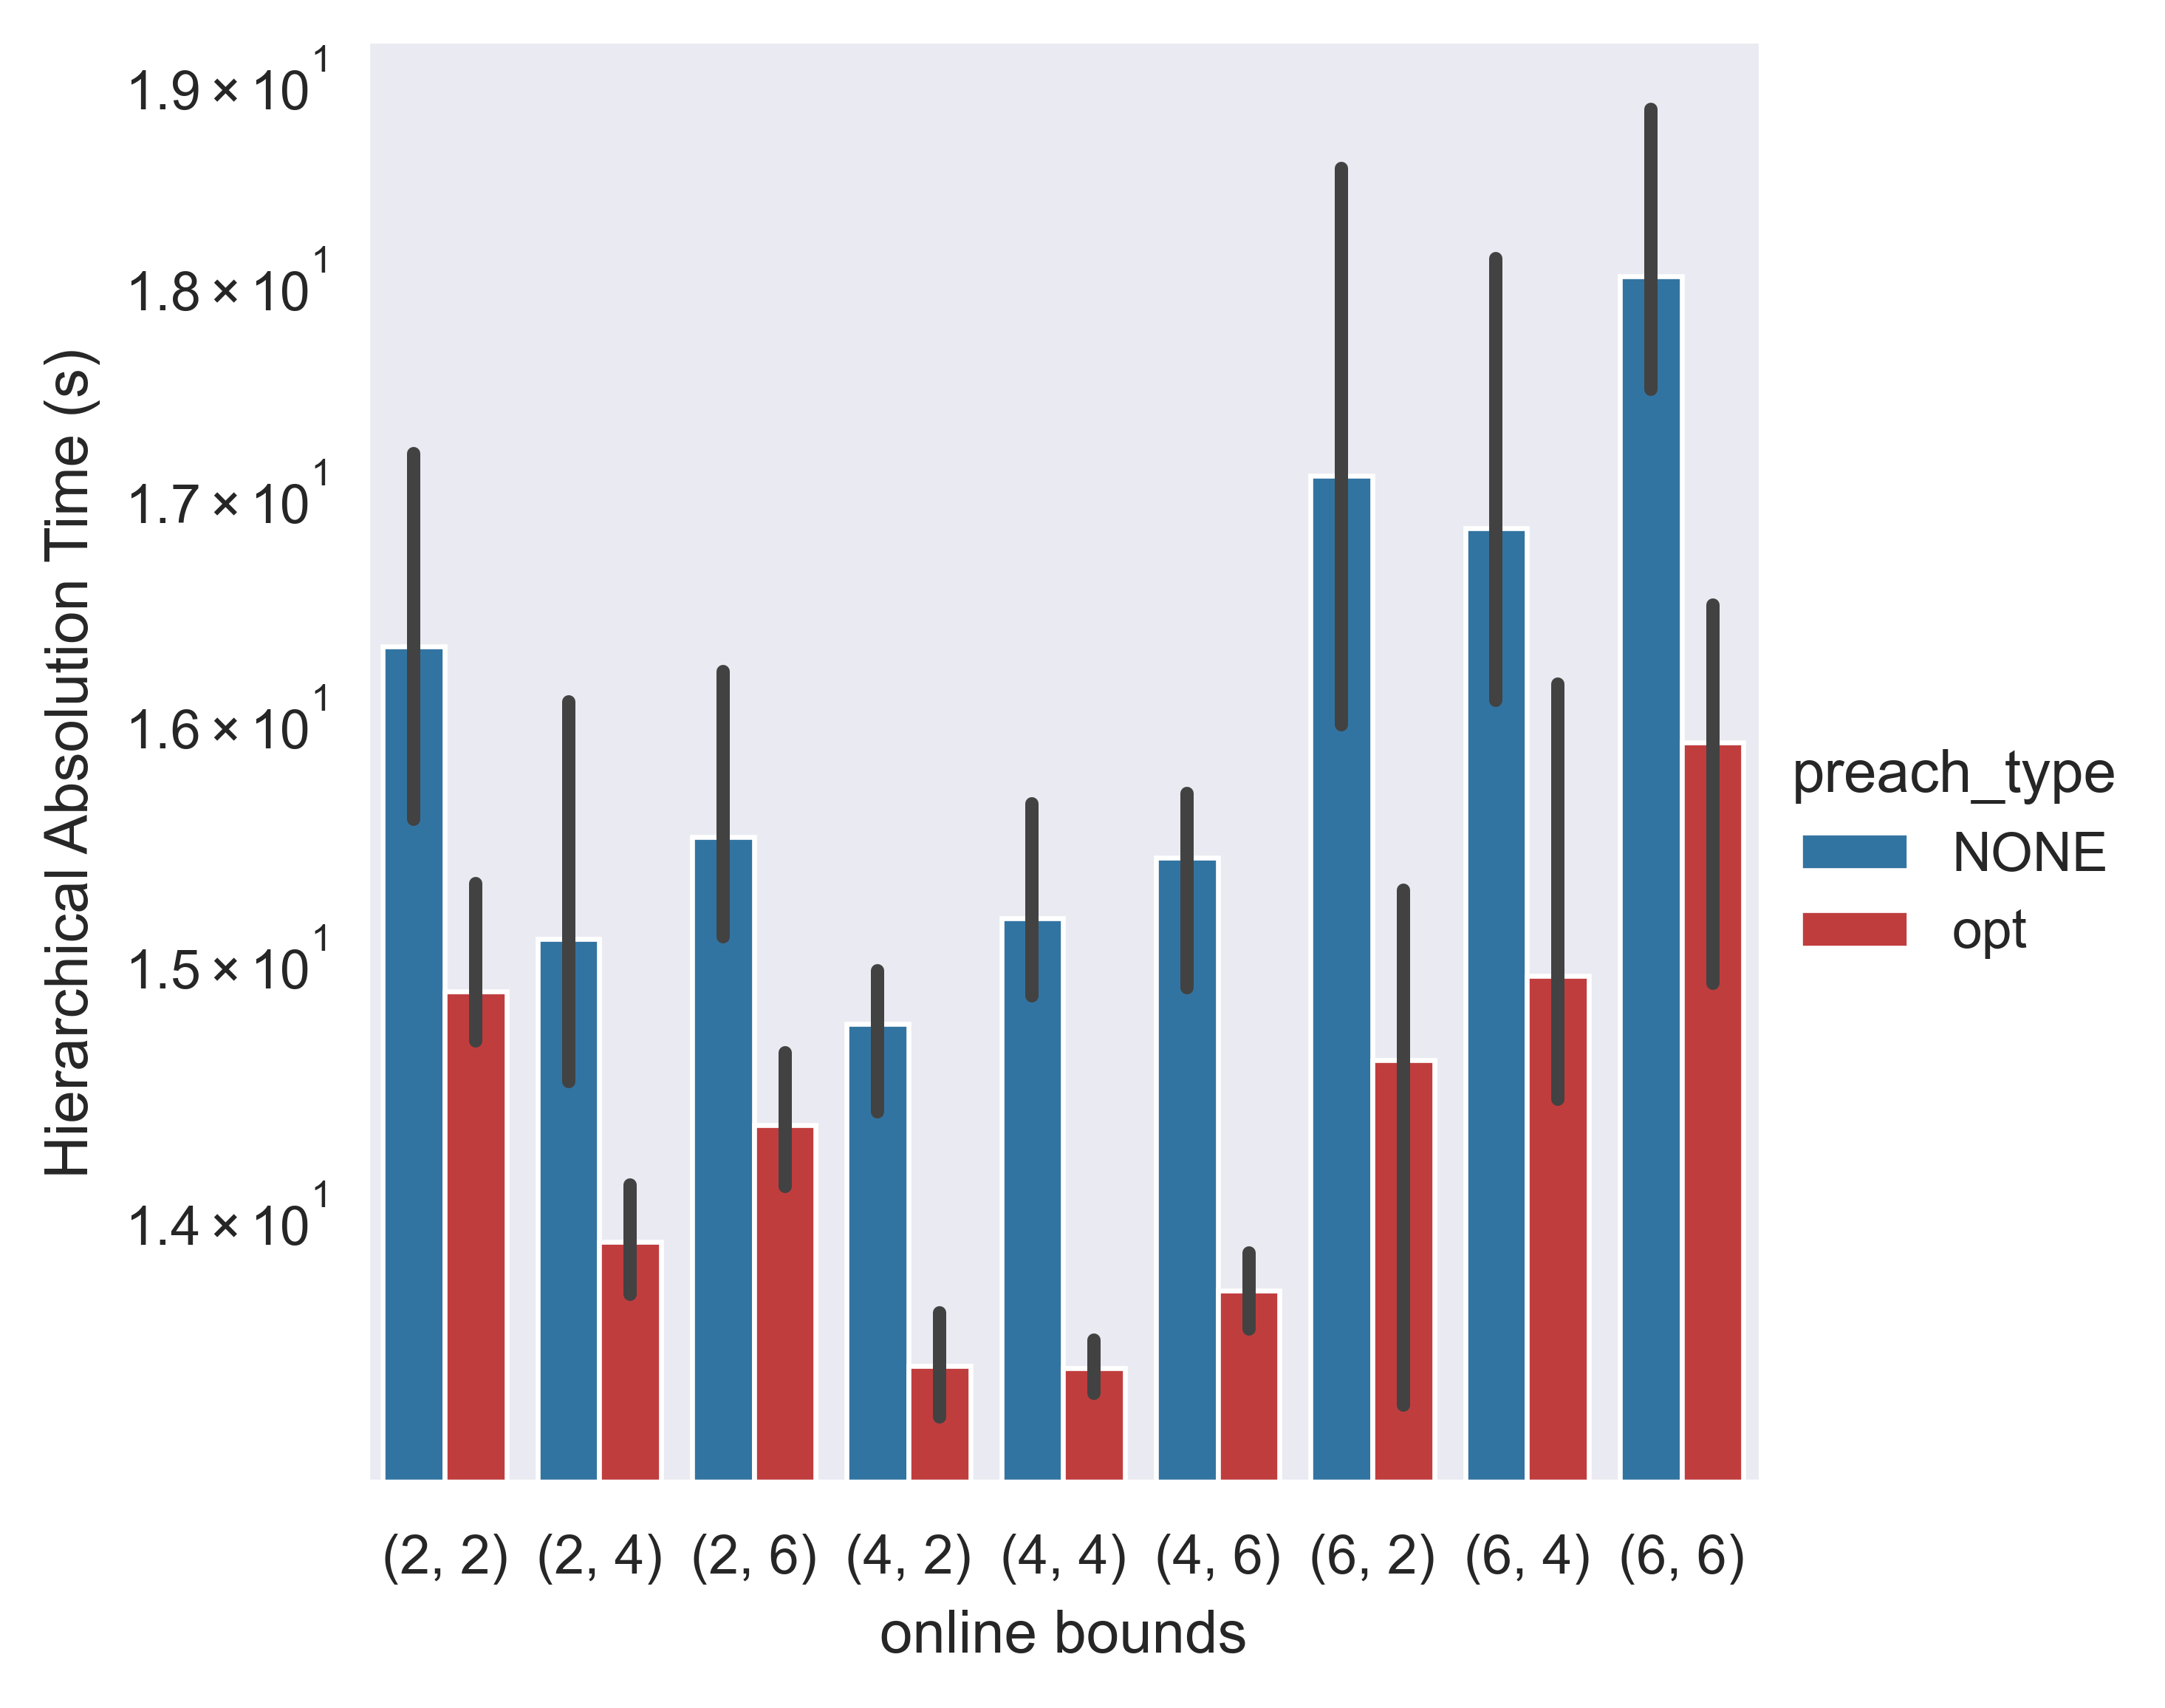 Hierarchical Absolution Time (s)
1.9×10¹
1.8×10¹
1.7×10¹
1.6×10¹
1.5×10¹
1.4×10¹
(2, 2) (2, 4) (2, 6) (4, 2) (4, 4) (4, 6) (6, 2) (6, 4) (6, 6)
online bounds
preach_type
NONE
opt